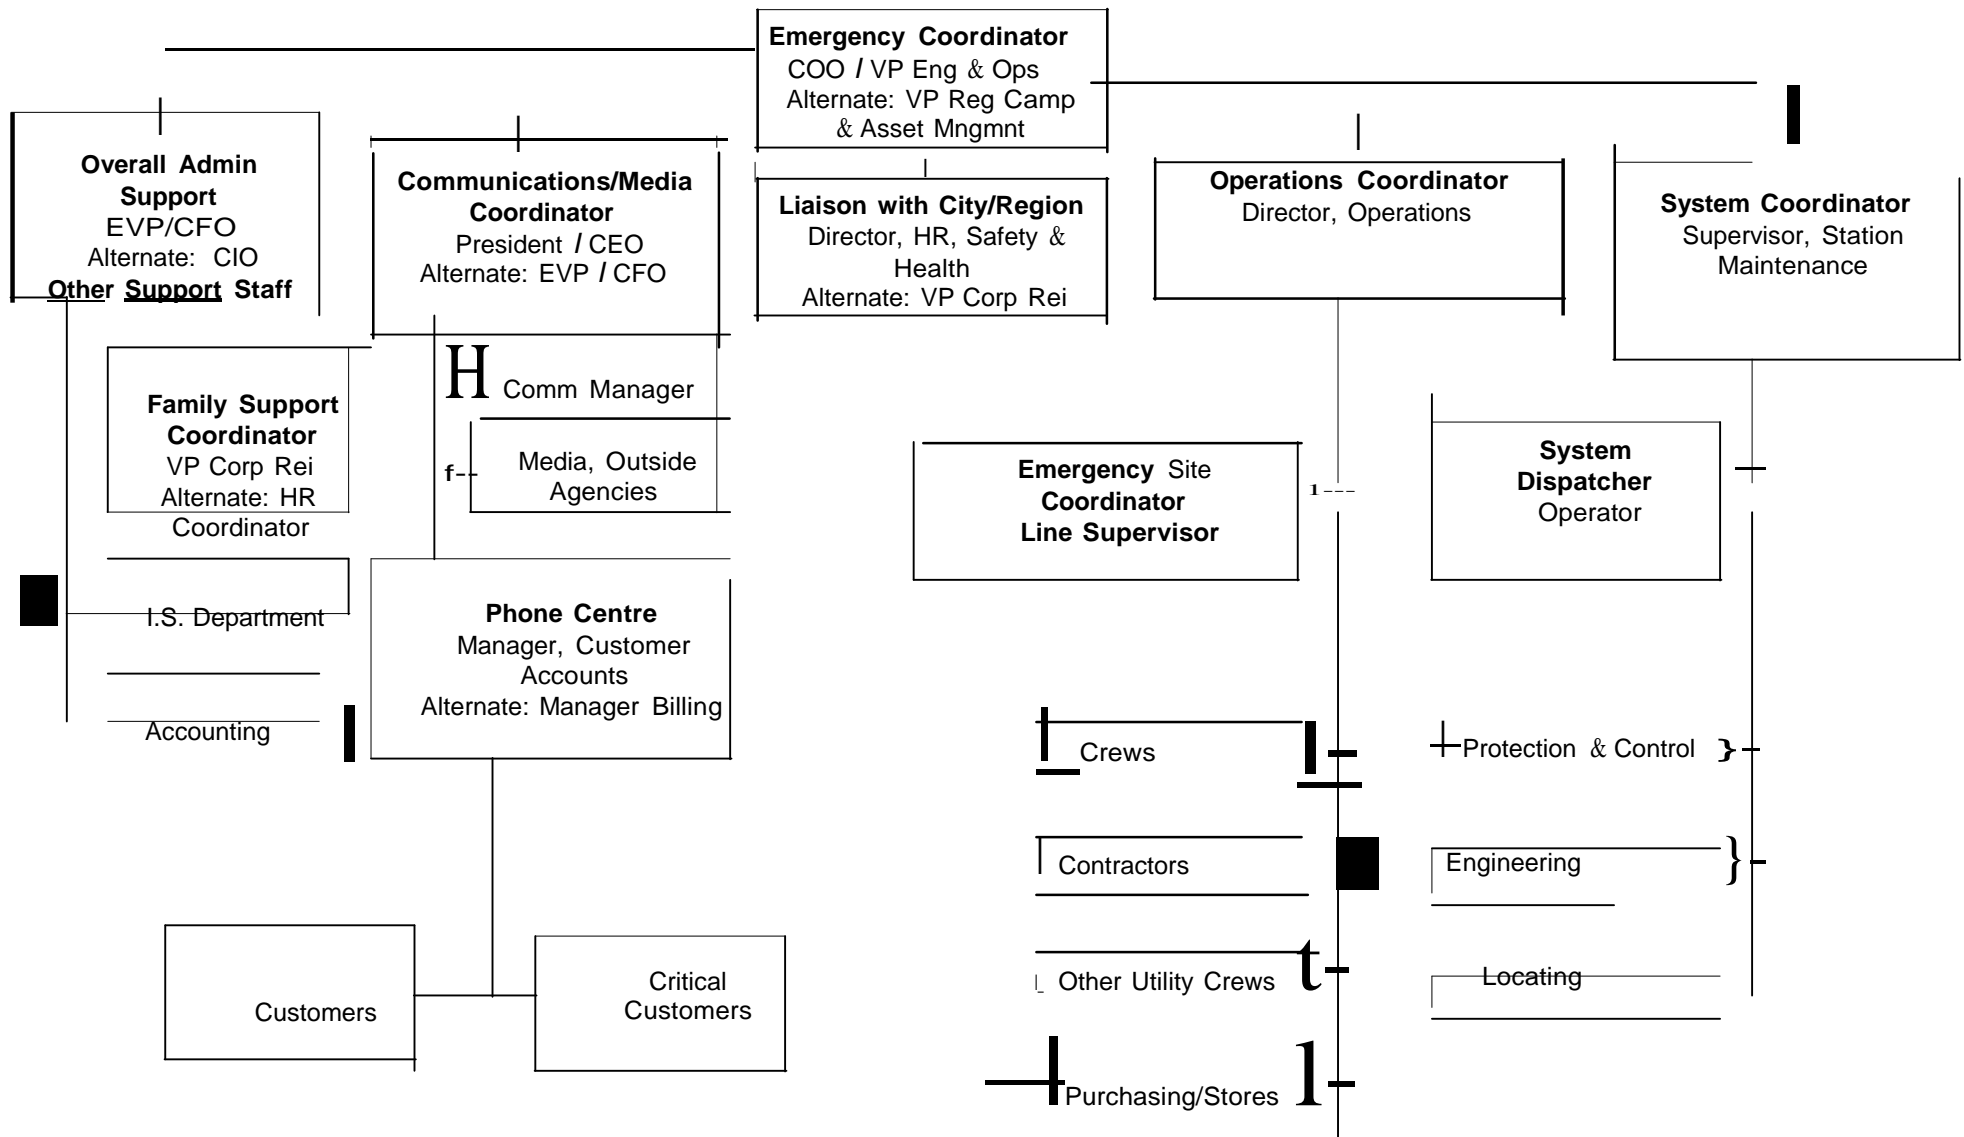 Emergency Coordinator
COO / VP Eng & Ops
Alternate: VP Reg Camp
& Asset Mngmnt
Overall Admin
Support
EVP/CFO
Alternate: CIO
Other Support Staff
Communications/Media
Coordinator
President / CEO
Alternate: EVP / CFO
Liaison with City/Region
Director, HR, Safety &
Health
Alternate: VP Corp Rei
Operations Coordinator
Director, Operations
System Coordinator
Supervisor, Station
Maintenance
Family Support
Coordinator
VP Corp Rei
Alternate: HR
Coordinator
H Comm Manager
f-- Media, Outside
Agencies
Emergency Site
Coordinator
Line Supervisor
1---
System
Dispatcher
Operator
I.S. Department
Accounting
Phone Centre
Manager, Customer
Accounts
Alternate: Manager Billing
Crews
Protection & Control }
Contractors
Engineering }
Other Utility Crews t
Locating
Purchasing/Stores l
Customers
Critical
Customers